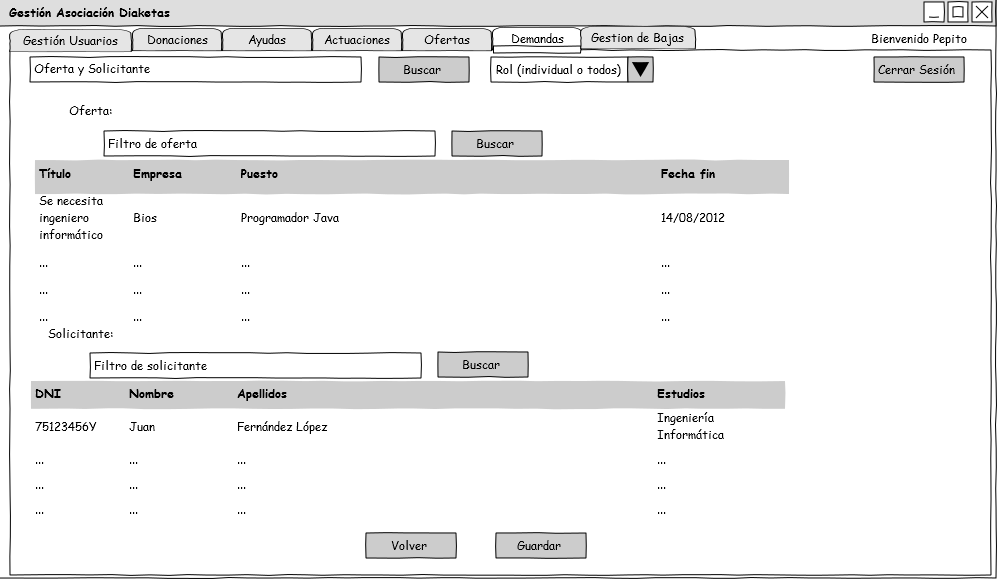 Gestión Asociación Diaketas
Gestión Usuarios Donaciones Ayudas Actuaciones Ofertas Demandas Gestion de Bajas Bienvenido Pepito
Oferta y Solicitante Buscar Rol (individual o todos) Cerrar Sesión
Oferta:
Filtro de oferta Buscar
Título Empresa Puesto Fecha fin
Se necesita
ingeniero Bios Programador Java 14/08/2012
informático
... ... ... ...
... ... ... ...
... ... ... ...
Solicitante:
Filtro de solicitante Buscar
DNI Nombre Apellidos Estudios
75123456Y Juan Fernández López Ingeniería
Informática
... ... ... ...
... ... ... ...
... ... ... ...
Volver Guardar